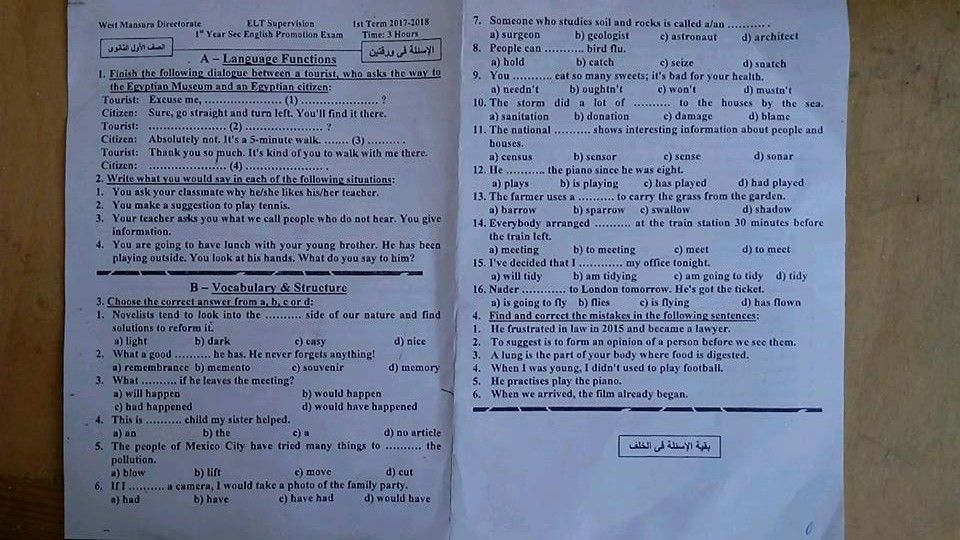 West Mansura Directorate ELT Supervision 1st Term 2017-2018
1st Year Sec English Promotion Exam Time: 3 Hours
الصف الأول الثانوى
الإسئلة فى ورقتين
A – Language Functions
1. Finish the following dialogue between a tourist, who asks the way to
the Egyptian Museum and an Egyptian citizen:
Tourist: Excuse me, .................... (1) .................... ?
Citizen: Sure, go straight and turn left. You'll find it there.
Tourist: .................... (2) .................... ?
Citizen: Absolutely not. It's a 5-minute walk. ....... (3) ......... .
Tourist: Thank you so much. It's kind of you to walk with me there.
Citizen: .................... (4) .................... .
2. Write what you would say in each of the following situations:
1. You ask your classmate why he/she likes his/her teacher.
2. You make a suggestion to play tennis.
3. Your teacher asks you what we call people who do not hear. You give
information.
4. You are going to have lunch with your young brother. He has been
playing outside. You look at his hands. What do you say to him?
B – Vocabulary & Structure
3. Choose the correct answer from a, b, c or d:
1. Novelists tend to look into the .......... side of our nature and find
solutions to reform it.
a) light b) dark c) easy d) nice
2. What a good .......... he has. He never forgets anything!
a) remembrance b) memento c) souvenir d) memory
3. What .......... if he leaves the meeting?
a) will happen b) would happen
c) had happened d) would have happened
4. This is .......... child my sister helped.
a) an b) the c) a d) no article
5. The people of Mexico City have tried many things to .......... the
pollution.
a) blow b) lift c) move d) cut
6. If I .......... a camera, I would take a photo of the family party.
a) had b) have c) have had d) would have
7. Someone who studies soil and rocks is called a/an .......... .
a) surgeon b) geologist c) astronaut d) architect
8. People can .......... bird flu.
a) hold b) catch c) seize d) snatch
9. You .......... eat so many sweets; it's bad for your health.
a) needn't b) oughtn't c) won't d) mustn't
10. The storm did a lot of .......... to the houses by the sea.
a) sanitation b) donation c) damage d) blame
11. The national .......... shows interesting information about people and
houses.
a) census b) sensor c) sense d) sonar
12. He .......... the piano since he was eight.
a) plays b) is playing c) has played d) had played
13. The farmer uses a .......... to carry the grass from the garden.
a) barrow b) sparrow c) swallow d) shadow
14. Everybody arranged .......... at the train station 30 minutes before
the train left.
a) meeting b) to meeting c) meet d) to meet
15. I've decided that I .......... my office tonight.
a) will tidy b) am tidying c) am going to tidy d) tidy
16. Nader .......... to London tomorrow. He's got the ticket.
a) is going to fly b) flies c) is flying d) has flown
4. Find and correct the mistakes in the following sentences:
1. He frustrated in law in 2015 and became a lawyer.
2. To suggest is to form an opinion of a person before we see them.
3. A lung is the part of your body where food is digested.
4. When I was young, I didn't used to play football.
5. He practises play the piano.
6. When we arrived, the film already began.
بقية الاسئلة فى الخلف